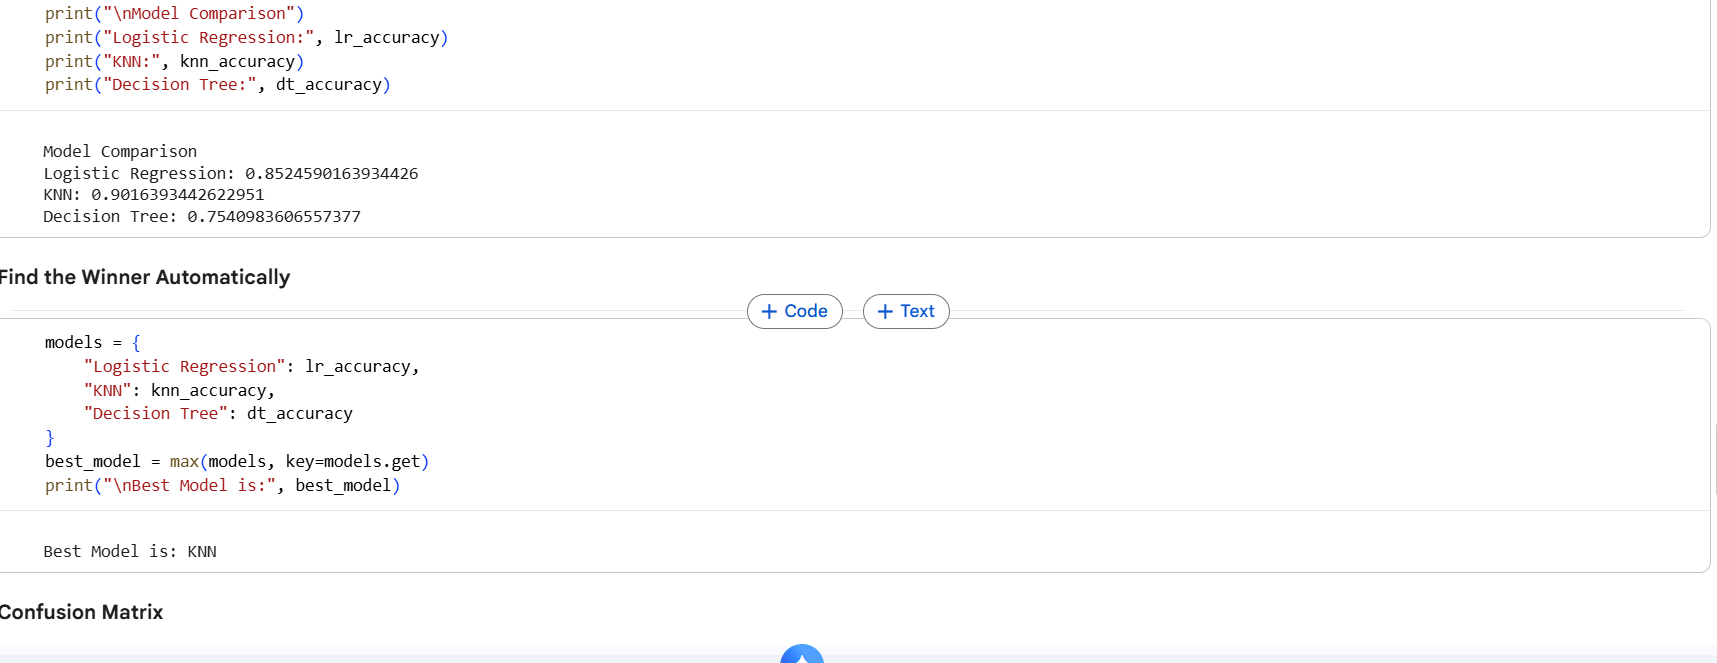 print("\nModel Comparison")
print("Logistic Regression:", lr_accuracy)
print("KNN:", knn_accuracy)
print("Decision Tree:", dt_accuracy)
Model Comparison
Logistic Regression: 0.8524590163934426
KNN: 0.9016393442622951
Decision Tree: 0.7540983606557377
Find the Winner Automatically
+ Code + Text
models = {
    "Logistic Regression": lr_accuracy,
    "KNN": knn_accuracy,
    "Decision Tree": dt_accuracy
}
best_model = max(models, key=models.get)
print("\nBest Model is:", best_model)
Best Model is: KNN
Confusion Matrix